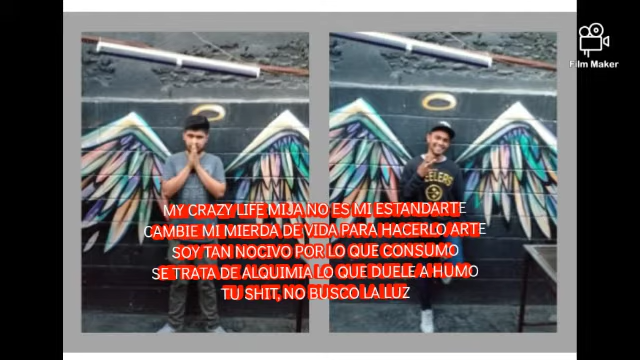 Film Maker
STEELERS
MY CRAZY LIFE MIJA NO ES MI ESTANDARTE
CAMBIE MI MIERDA DE VIDA PARA HACERLO ARTE
SOY TAN NOCIVO POR LO QUE CONSUMO
SE TRATA DE ALQUIMIA LO QUE DUELE A HUMO
TU SHIT, NO BUSCO LA LUZ